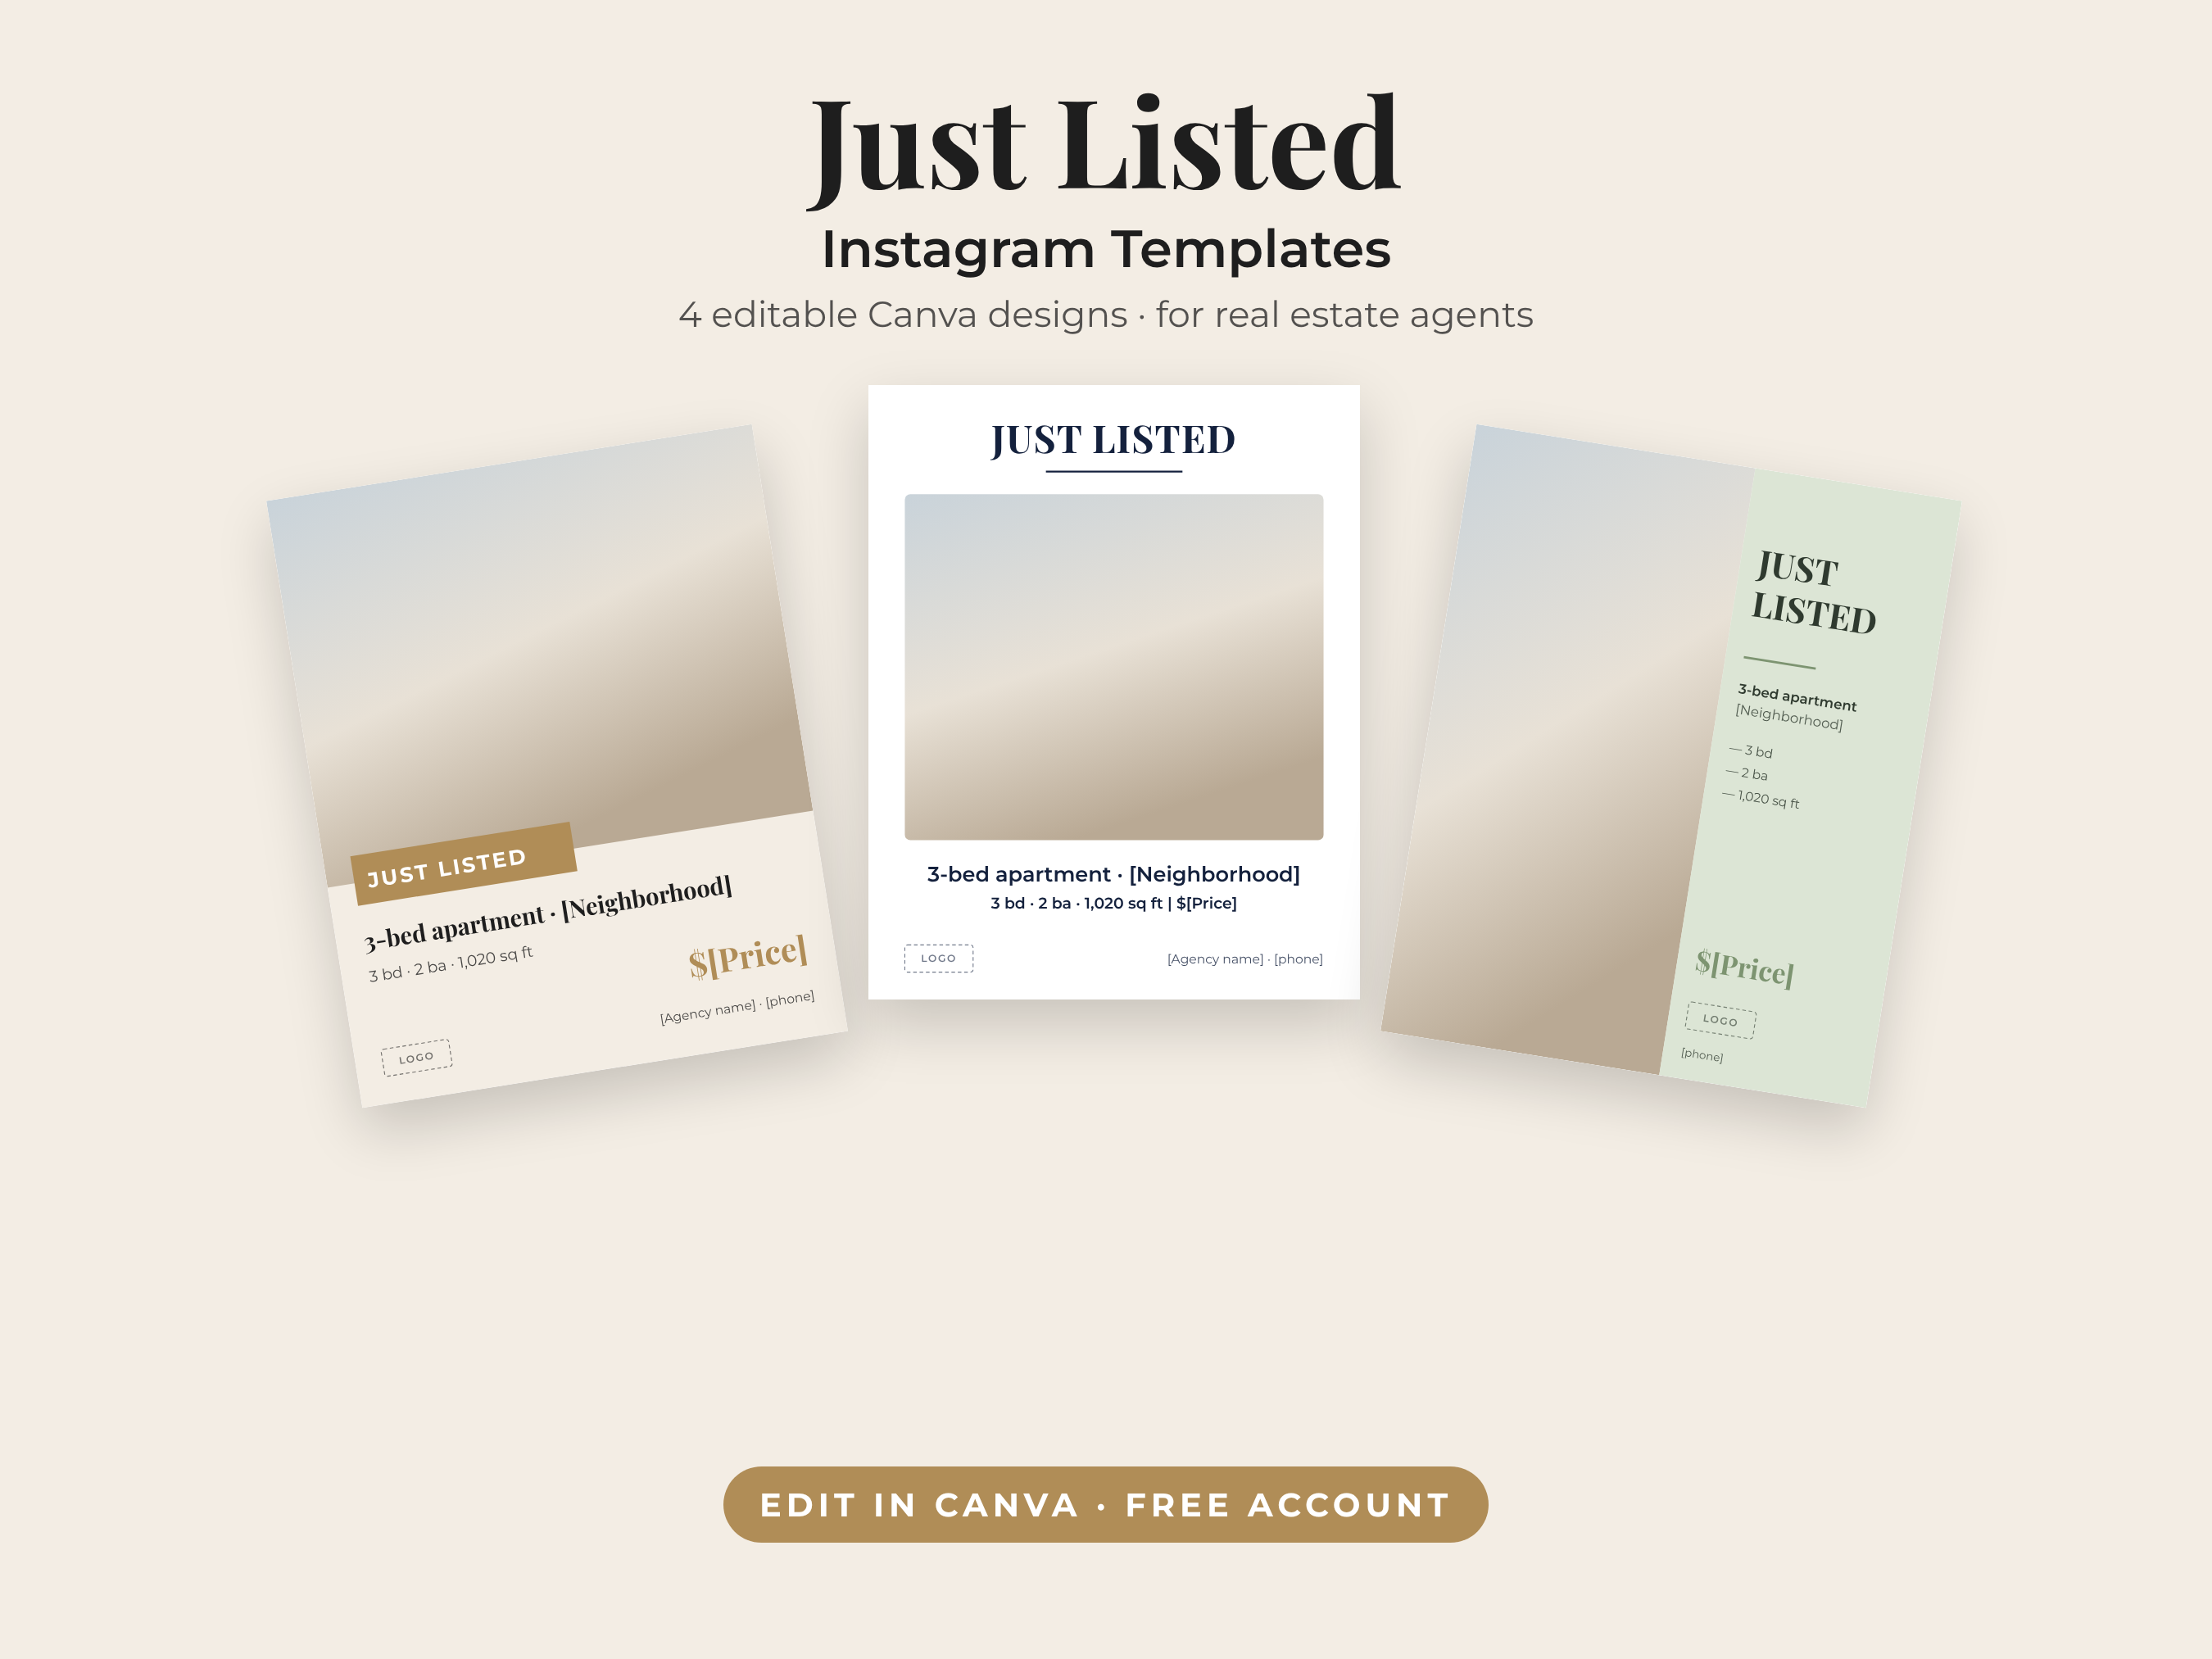 Just Listed
Instagram Templates
4 editable Canva designs · for real estate agents
JUST LISTED
3-bed apartment · [Neighborhood]
3 bd · 2 ba · 1,020 sq ft
$[Price]
[Agency name] · [phone]
LOGO
JUST LISTED
3-bed apartment · [Neighborhood]
3 bd · 2 ba · 1,020 sq ft | $[Price]
LOGO
[Agency name] · [phone]
JUST
LISTED
3-bed apartment
[Neighborhood]
— 3 bd
— 2 ba
— 1,020 sq ft
$[Price]
LOGO
[phone]
EDIT IN CANVA · FREE ACCOUNT